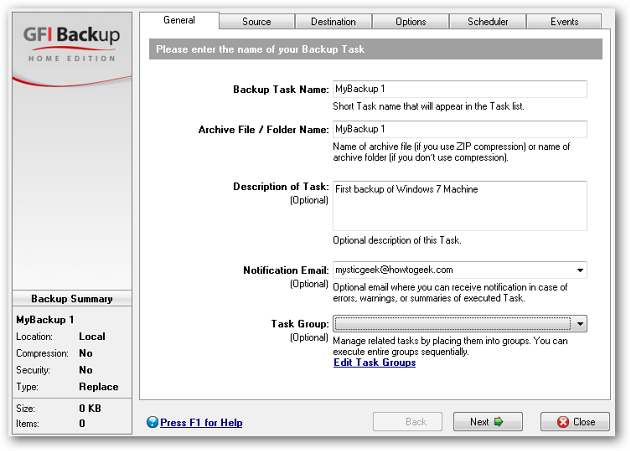 GFI Backup
HOME EDITION
General
Source
Destination
Options
Scheduler
Events
Please enter the name of your Backup Task
Backup Task Name:
MyBackup 1
Short Task name that will appear in the Task list.
Archive File / Folder Name:
MyBackup 1
Name of archive file (if you use ZIP compression) or name of
archive folder (if you don't use compression).
Description of Task:
(Optional)
First backup of Windows 7 Machine
Optional description of this Task.
Notification Email:
(Optional)
mysticgeek@howtogeek.com
Optional email where you can receive notification in case of
errors, warnings, or summaries of executed Task.
Task Group:
(Optional)
Manage related tasks by placing them into groups. You can
execute entire groups sequentially.
Edit Task Groups
Backup Summary
MyBackup 1
Location: Local
Compression: No
Security: No
Type: Replace
Size: 0 KB
Items: 0
Press F1 for Help
Back
Next
Close